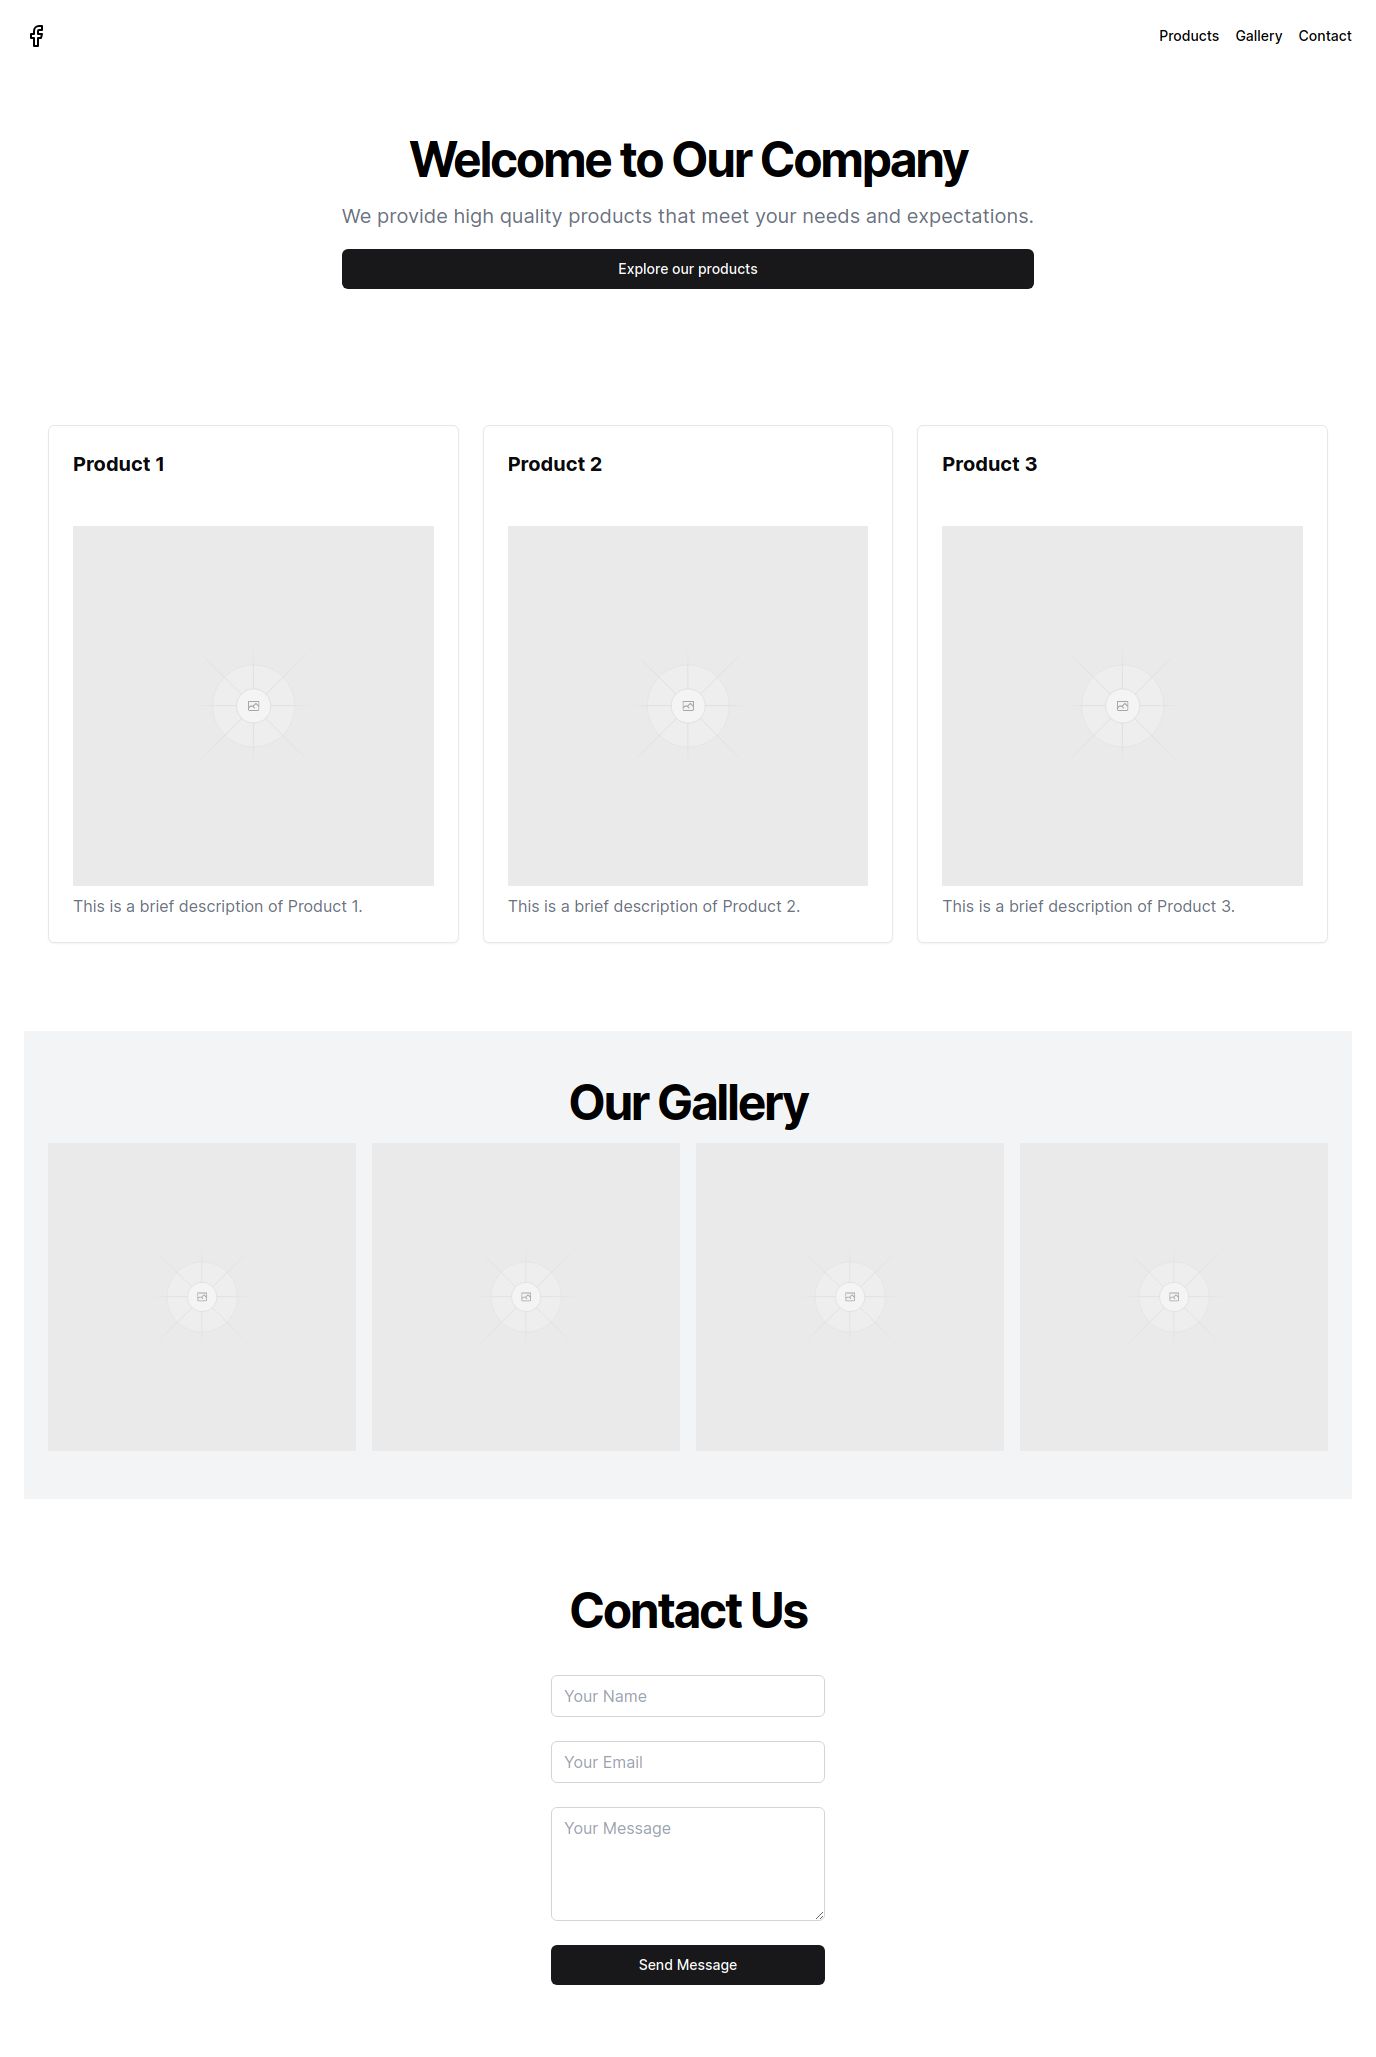 Products Gallery Contact
Welcome to Our Company
We provide high quality products that meet your needs and expectations.
Explore our products
Product 1
This is a brief description of Product 1.
Product 2
This is a brief description of Product 2.
Product 3
This is a brief description of Product 3.
Our Gallery
Contact Us
Your Name
Your Email
Your Message
Send Message